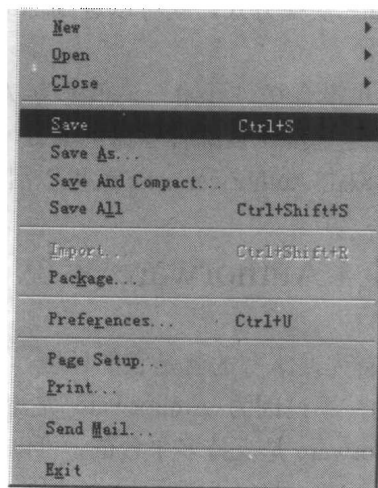 New
Open
Close
Save Ctrl+S
Save As...
Save And Compact...
Save All Ctrl+Shift+S
Import... Ctrl+Shift+R
Package...
Preferences... Ctrl+U
Page Setup...
Print...
Send Mail...
Exit